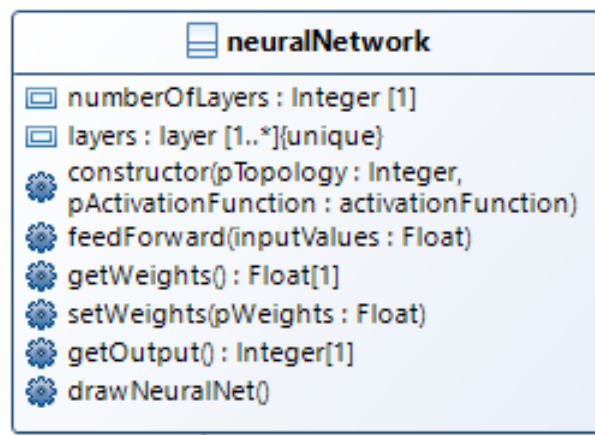 neuralNetwork
numberOfLayers : Integer [1]
layers : layer [1..*]{unique}
constructor(pTopology : Integer,
pActivationFunction : activationFunction)
feedForward(inputValues : Float)
getWeights() : Float[1]
setWeights(pWeights : Float)
getOutput() : Integer[1]
drawNeuralNet()